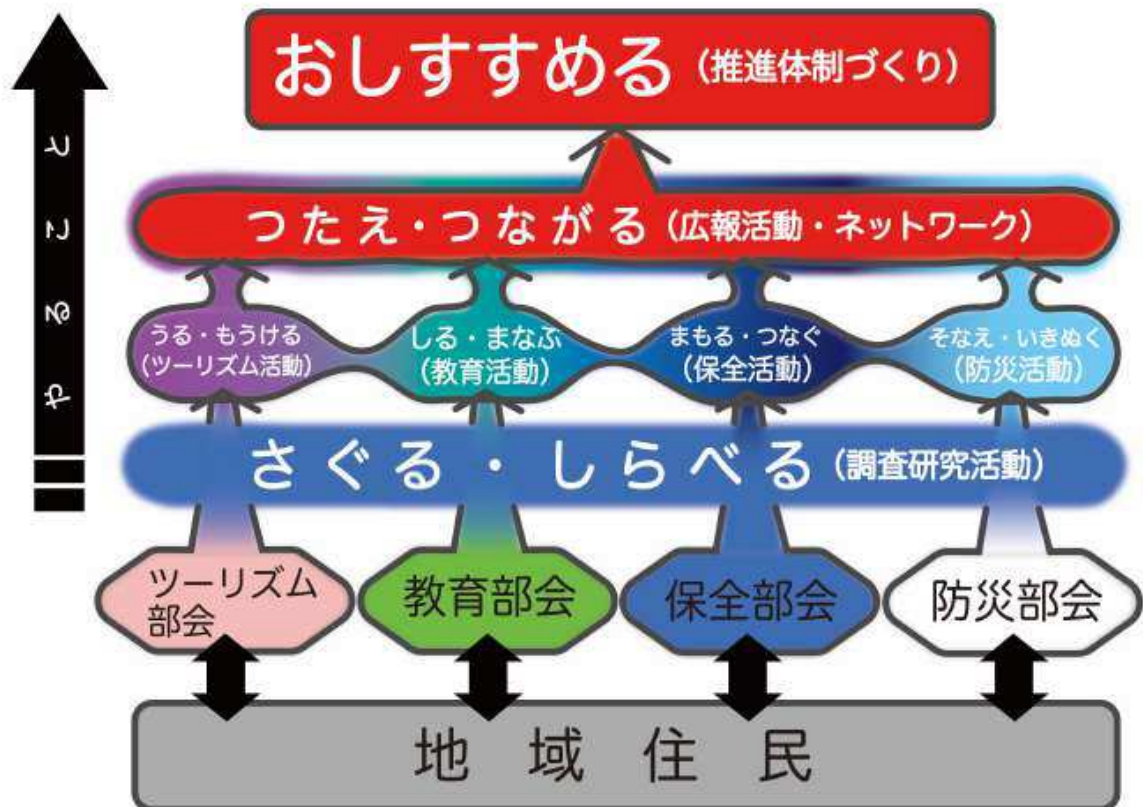 おしすすめる（推進体制づくり）
つたえ・つながる（広報活動・ネットワーク）
うる・もうける
（ツーリズム活動）
しる・まなぶ
（教育活動）
まもる・つなぐ
（保全活動）
そなえ・いきぬく
（防災活動）
さぐる・しらべる（調査研究活動）
ツーリズム
部会
教育部会
保全部会
防災部会
地域住民
やること